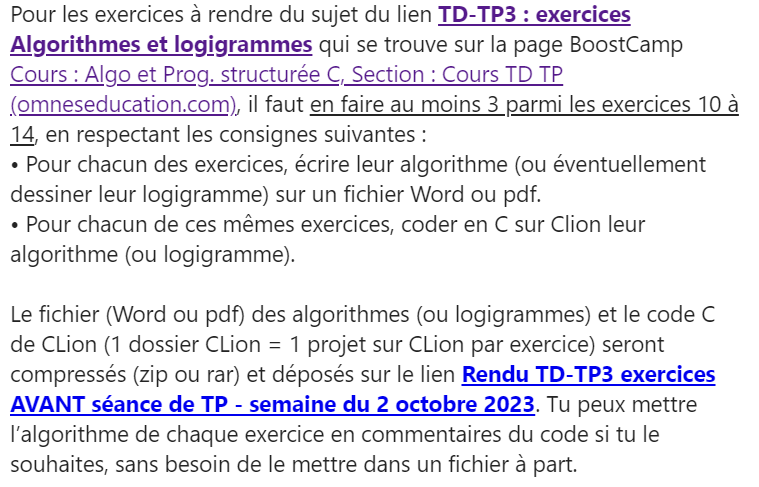 Pour les exercices à rendre du sujet du lien TD-TP3 : exercices
Algorithmes et logigrammes qui se trouve sur la page BoostCamp
Cours : Algo et Prog. structurée C, Section : Cours TD TP
(omneseducation.com), il faut en faire au moins 3 parmi les exercices 10 à
14, en respectant les consignes suivantes :
• Pour chacun des exercices, écrire leur algorithme (ou éventuellement
dessiner leur logigramme) sur un fichier Word ou pdf.
• Pour chacun de ces mêmes exercices, coder en C sur Clion leur
algorithme (ou logigramme).
Le fichier (Word ou pdf) des algorithmes (ou logigrammes) et le code C
de CLion (1 dossier CLion = 1 projet sur CLion par exercice) seront
compressés (zip ou rar) et déposés sur le lien Rendu TD-TP3 exercices
AVANT séance de TP - semaine du 2 octobre 2023. Tu peux mettre
l’algorithme de chaque exercice en commentaires du code si tu le
souhaites, sans besoin de le mettre dans un fichier à part.